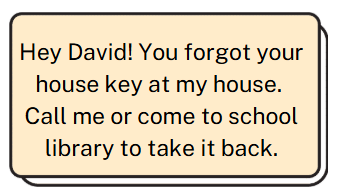 Hey David! You forgot your
house key at my house.
Call me or come to school
library to take it back.